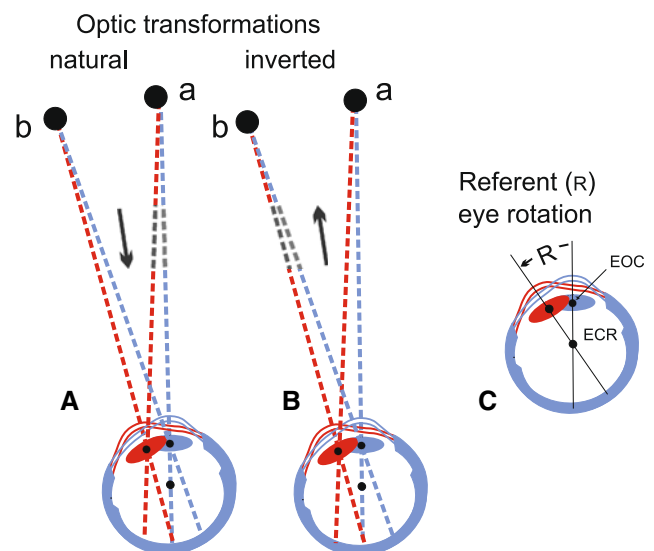 Optic transformations
natural inverted
a
b
a
b
Referent (R)
eye rotation
R
EOC
ECR
A
B
C